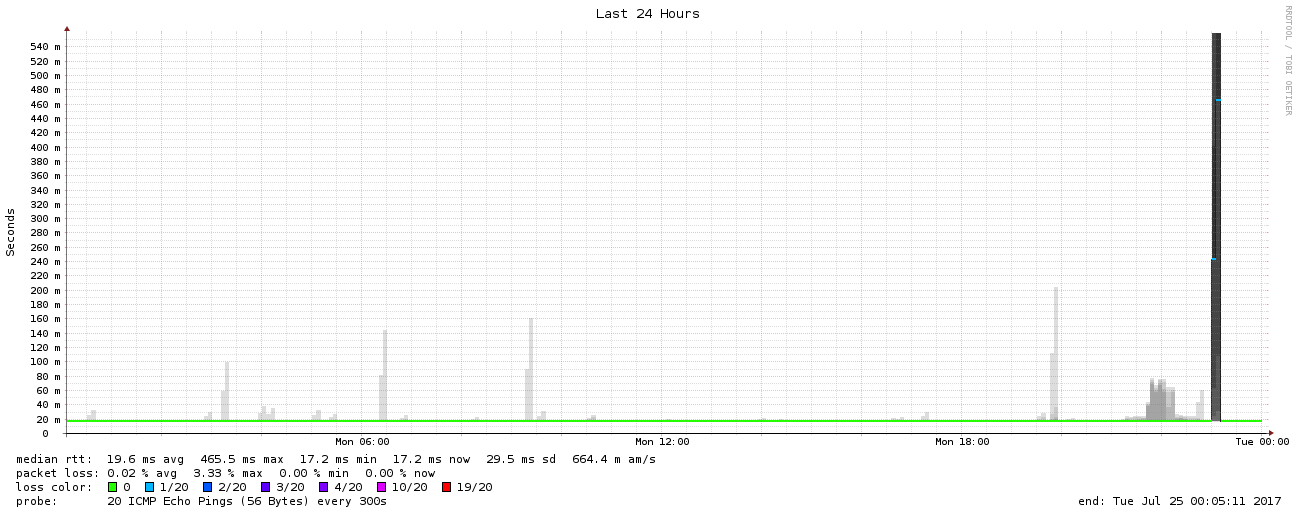 Last 24 Hours
RRDTOOL / TOBI OETIKER
Seconds
540 m
520 m
500 m
480 m
460 m
440 m
420 m
400 m
380 m
360 m
340 m
320 m
300 m
280 m
260 m
240 m
220 m
200 m
180 m
160 m
140 m
120 m
100 m
80 m
60 m
40 m
20 m
0
Mon 06:00 Mon 12:00 Mon 18:00 Tue 00:00
median rtt: 19.6 ms avg 465.5 ms max 17.2 ms min 17.2 ms now 29.5 ms sd 664.4 m am/s
packet loss: 0.02 % avg 3.33 % max 0.00 % min 0.00 % now
loss color: 0 1/20 2/20 3/20 4/20 10/20 19/20
probe: 20 ICMP Echo Pings (56 Bytes) every 300s end: Tue Jul 25 00:05:11 2017